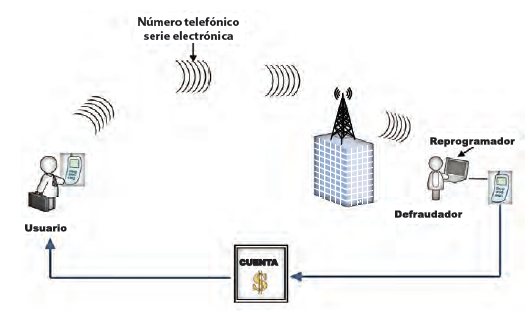 Número telefónico
serie electrónica
Reprogramador
Defraudador
Usuario
CUENTA
$